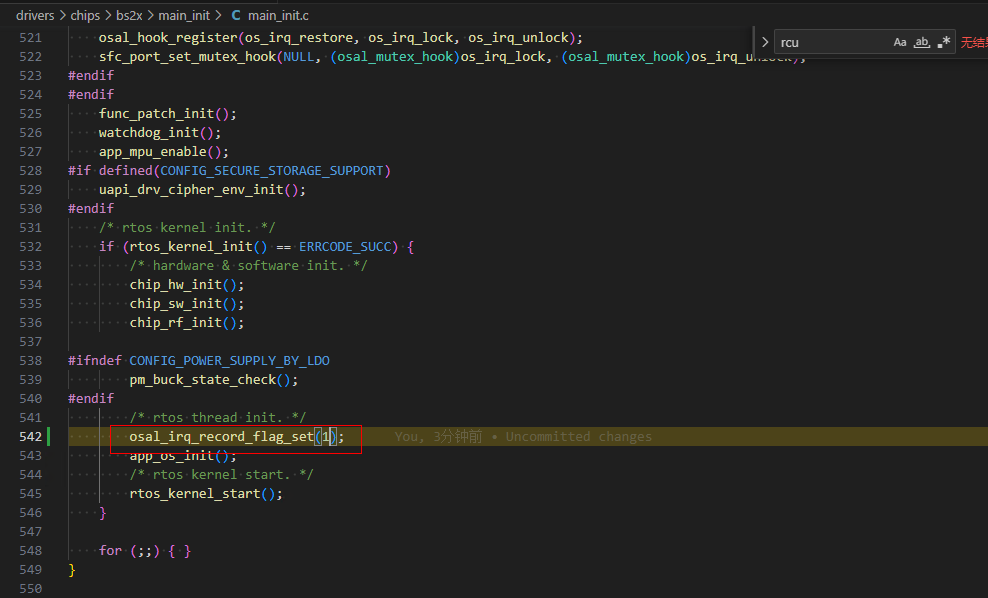 drivers > chips > bs2x > main_init > C main_init.c
rcu Aa ab .* 无结
521 osal_hook_register(os_irq_restore, os_irq_lock, os_irq_unlock);
522 sfc_port_set_mutex_hook(NULL, (osal_mutex_hook)os_irq_lock, (osal_mutex_hook)os_irq_unlock);
523 #endif
524 #endif
525 func_patch_init();
526 watchdog_init();
527 app_mpu_enable();
528 #if defined(CONFIG_SECURE_STORAGE_SUPPORT)
529 uapi_drv_cipher_env_init();
530 #endif
531 /* rtos kernel init. */
532 if (rtos_kernel_init() == ERRCODE_SUCC) {
533 /* hardware & software init. */
534 chip_hw_init();
535 chip_sw_init();
536 chip_rf_init();
537
538 #ifndef CONFIG_POWER_SUPPLY_BY_LDO
539 pm_buck_state_check();
540 #endif
541 /* rtos thread init. */
542 osal_irq_record_flag_set(1); You, 3分钟前 • Uncommitted changes
543 app_os_init();
544 /* rtos kernel start. */
545 rtos_kernel_start();
546 }
547
548 for (;;) { }
549 }
550